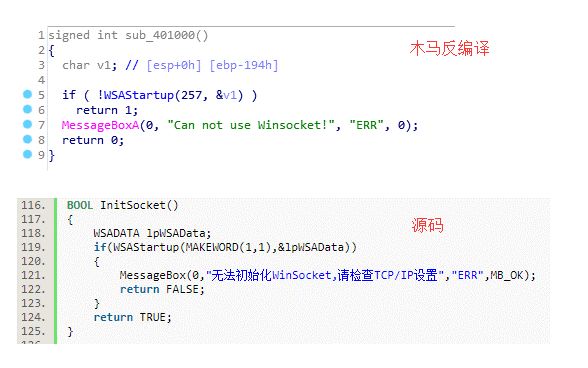 木马反编译
1 signed int sub_401000()
2 {
3 char v1; // [esp+0h] [ebp-194h]
4
5 if ( !WSAStartup(257, &v1) )
6 return 1;
7 MessageBoxA(0, "Can not use Winsocket!", "ERR", 0);
8 return 0;
9 }
源码
116. BOOL InitSocket()
117. {
118. WSADATA lpWSAData;
119. if(WSAStartup(MAKEWORD(1,1),&lpWSAData))
120. {
121. MessageBox(0,"无法初始化WinSocket,请检查TCP/IP设置","ERR",MB_OK);
122. return FALSE;
123. }
124. return TRUE;
125. }